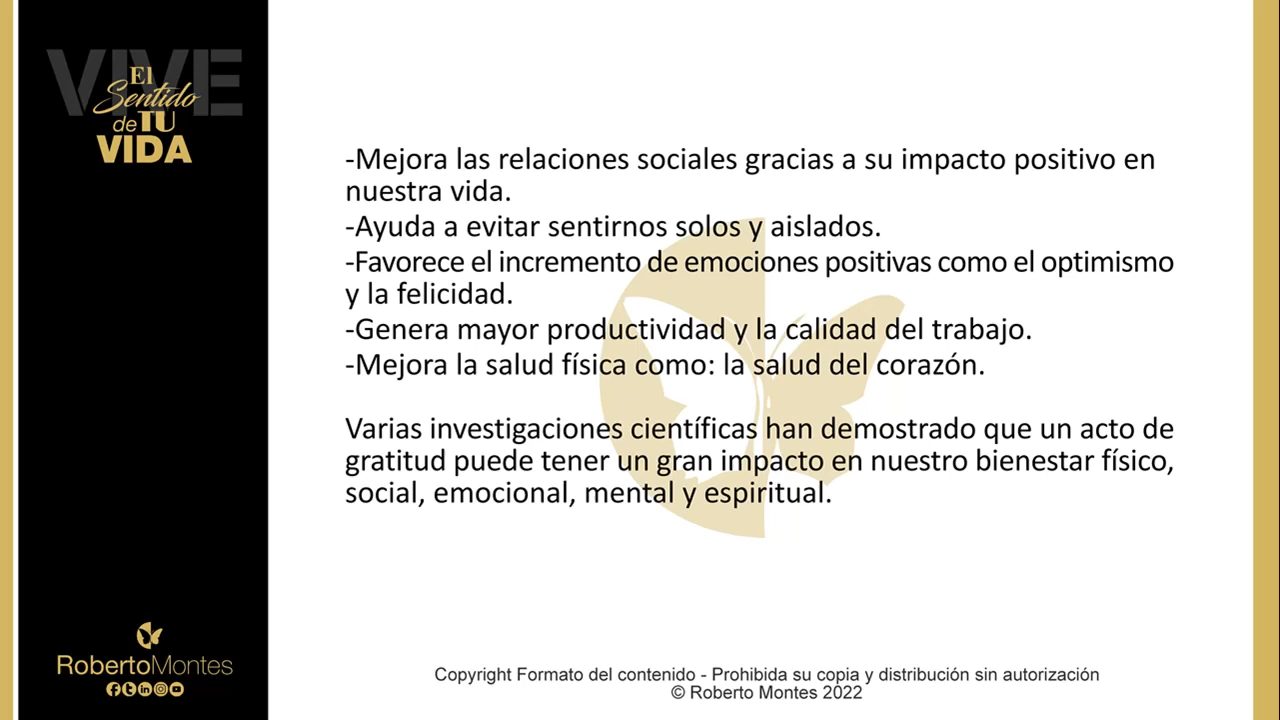 VIVE
El
Sentido
de TU
VIDA
-Mejora las relaciones sociales gracias a su impacto positivo en
nuestra vida.
-Ayuda a evitar sentirnos solos y aislados.
-Favorece el incremento de emociones positivas como el optimismo
y la felicidad.
-Genera mayor productividad y la calidad del trabajo.
-Mejora la salud física como: la salud del corazón.
Varias investigaciones científicas han demostrado que un acto de
gratitud puede tener un gran impacto en nuestro bienestar físico,
social, emocional, mental y espiritual.
RobertoMontes
Copyright Formato del contenido - Prohibida su copia y distribución sin autorización
© Roberto Montes 2022